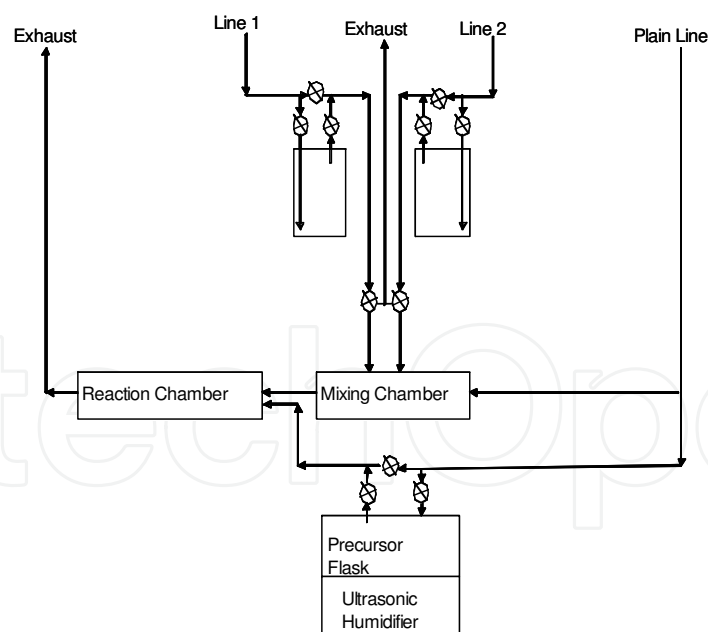 Exhaust
Line 1
Exhaust
Line 2
Plain Line
Reaction Chamber
Mixing Chamber
Precursor
Flask
Ultrasonic
Humidifier